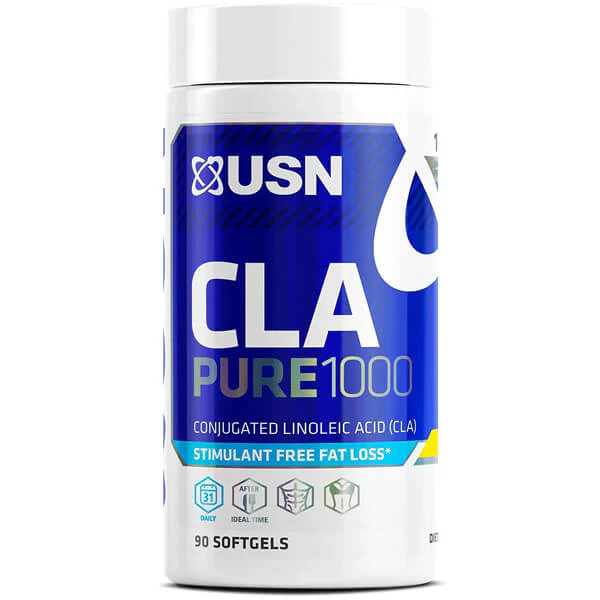 USN
CLA
PURE1000
CONJUGATED LINOLEIC ACID (CLA)
STIMULANT FREE FAT LOSS*
31
DAILY
AFTER
IDEAL TIME
90 SOFTGELS